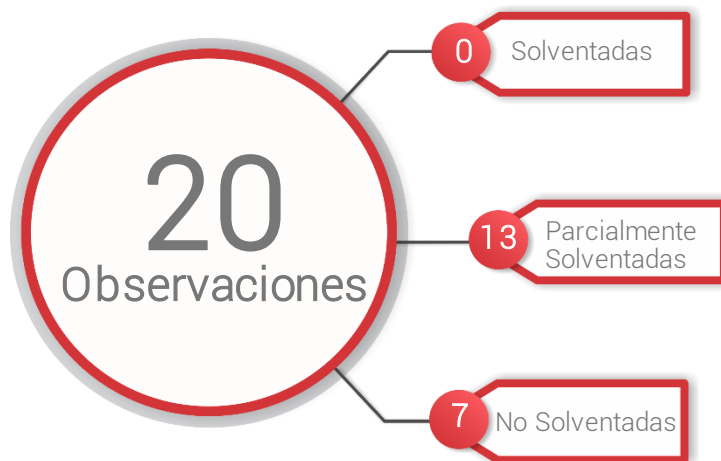 20
Observaciones
0
Solventadas
13
Parcialmente
Solventadas
7
No Solventadas